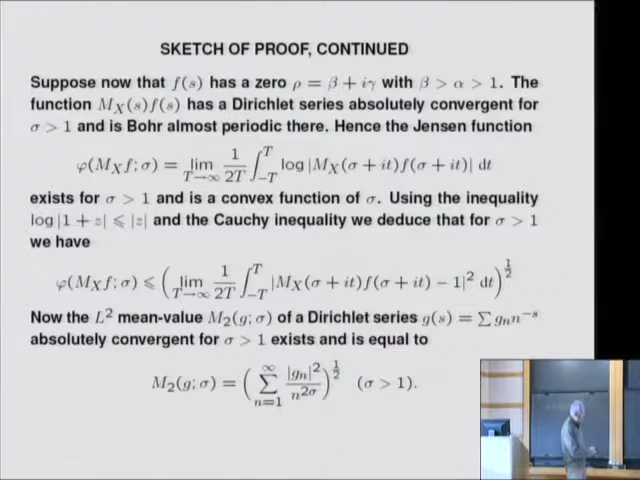 SKETCH OF PROOF, CONTINUED
Suppose now that f(s) has a zero ρ = β + iγ with β > α > 1. The
function M_X(s)f(s) has a Dirichlet series absolutely convergent for
σ > 1 and is Bohr almost periodic there. Hence the Jensen function
φ(M_X f; σ) = lim_{T→∞} 1/2T ∫_{-T}^{T} log |M_X(σ + it)f(σ + it)| dt
exists for σ > 1 and is a convex function of σ. Using the inequality
log |1 + z| ⩽ |z| and the Cauchy inequality we deduce that for σ > 1
we have
φ(M_X f; σ) ⩽ ( lim_{T→∞} 1/2T ∫_{-T}^{T} |M_X(σ + it)f(σ + it) − 1|² dt )^{1/2}
Now the L² mean-value M₂(g; σ) of a Dirichlet series g(s) = ∑ g_n n^{-s}
absolutely convergent for σ > 1 exists and is equal to
M₂(g; σ) = ( ∑_{n=1}^{∞} |g_n|²/n^{2σ} )^{1/2} (σ > 1).